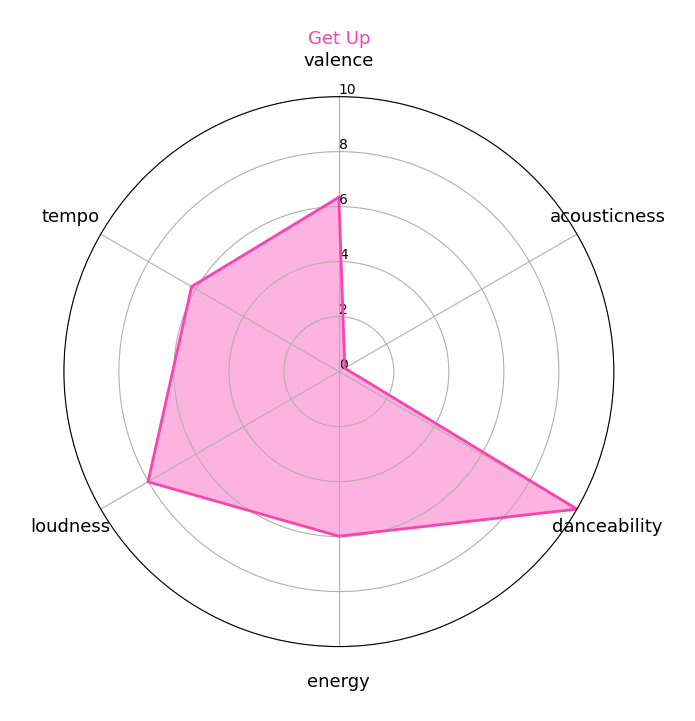 Get Up
valence
10
8
tempo
acousticness
6
4
2
0
loudness
danceability
energy